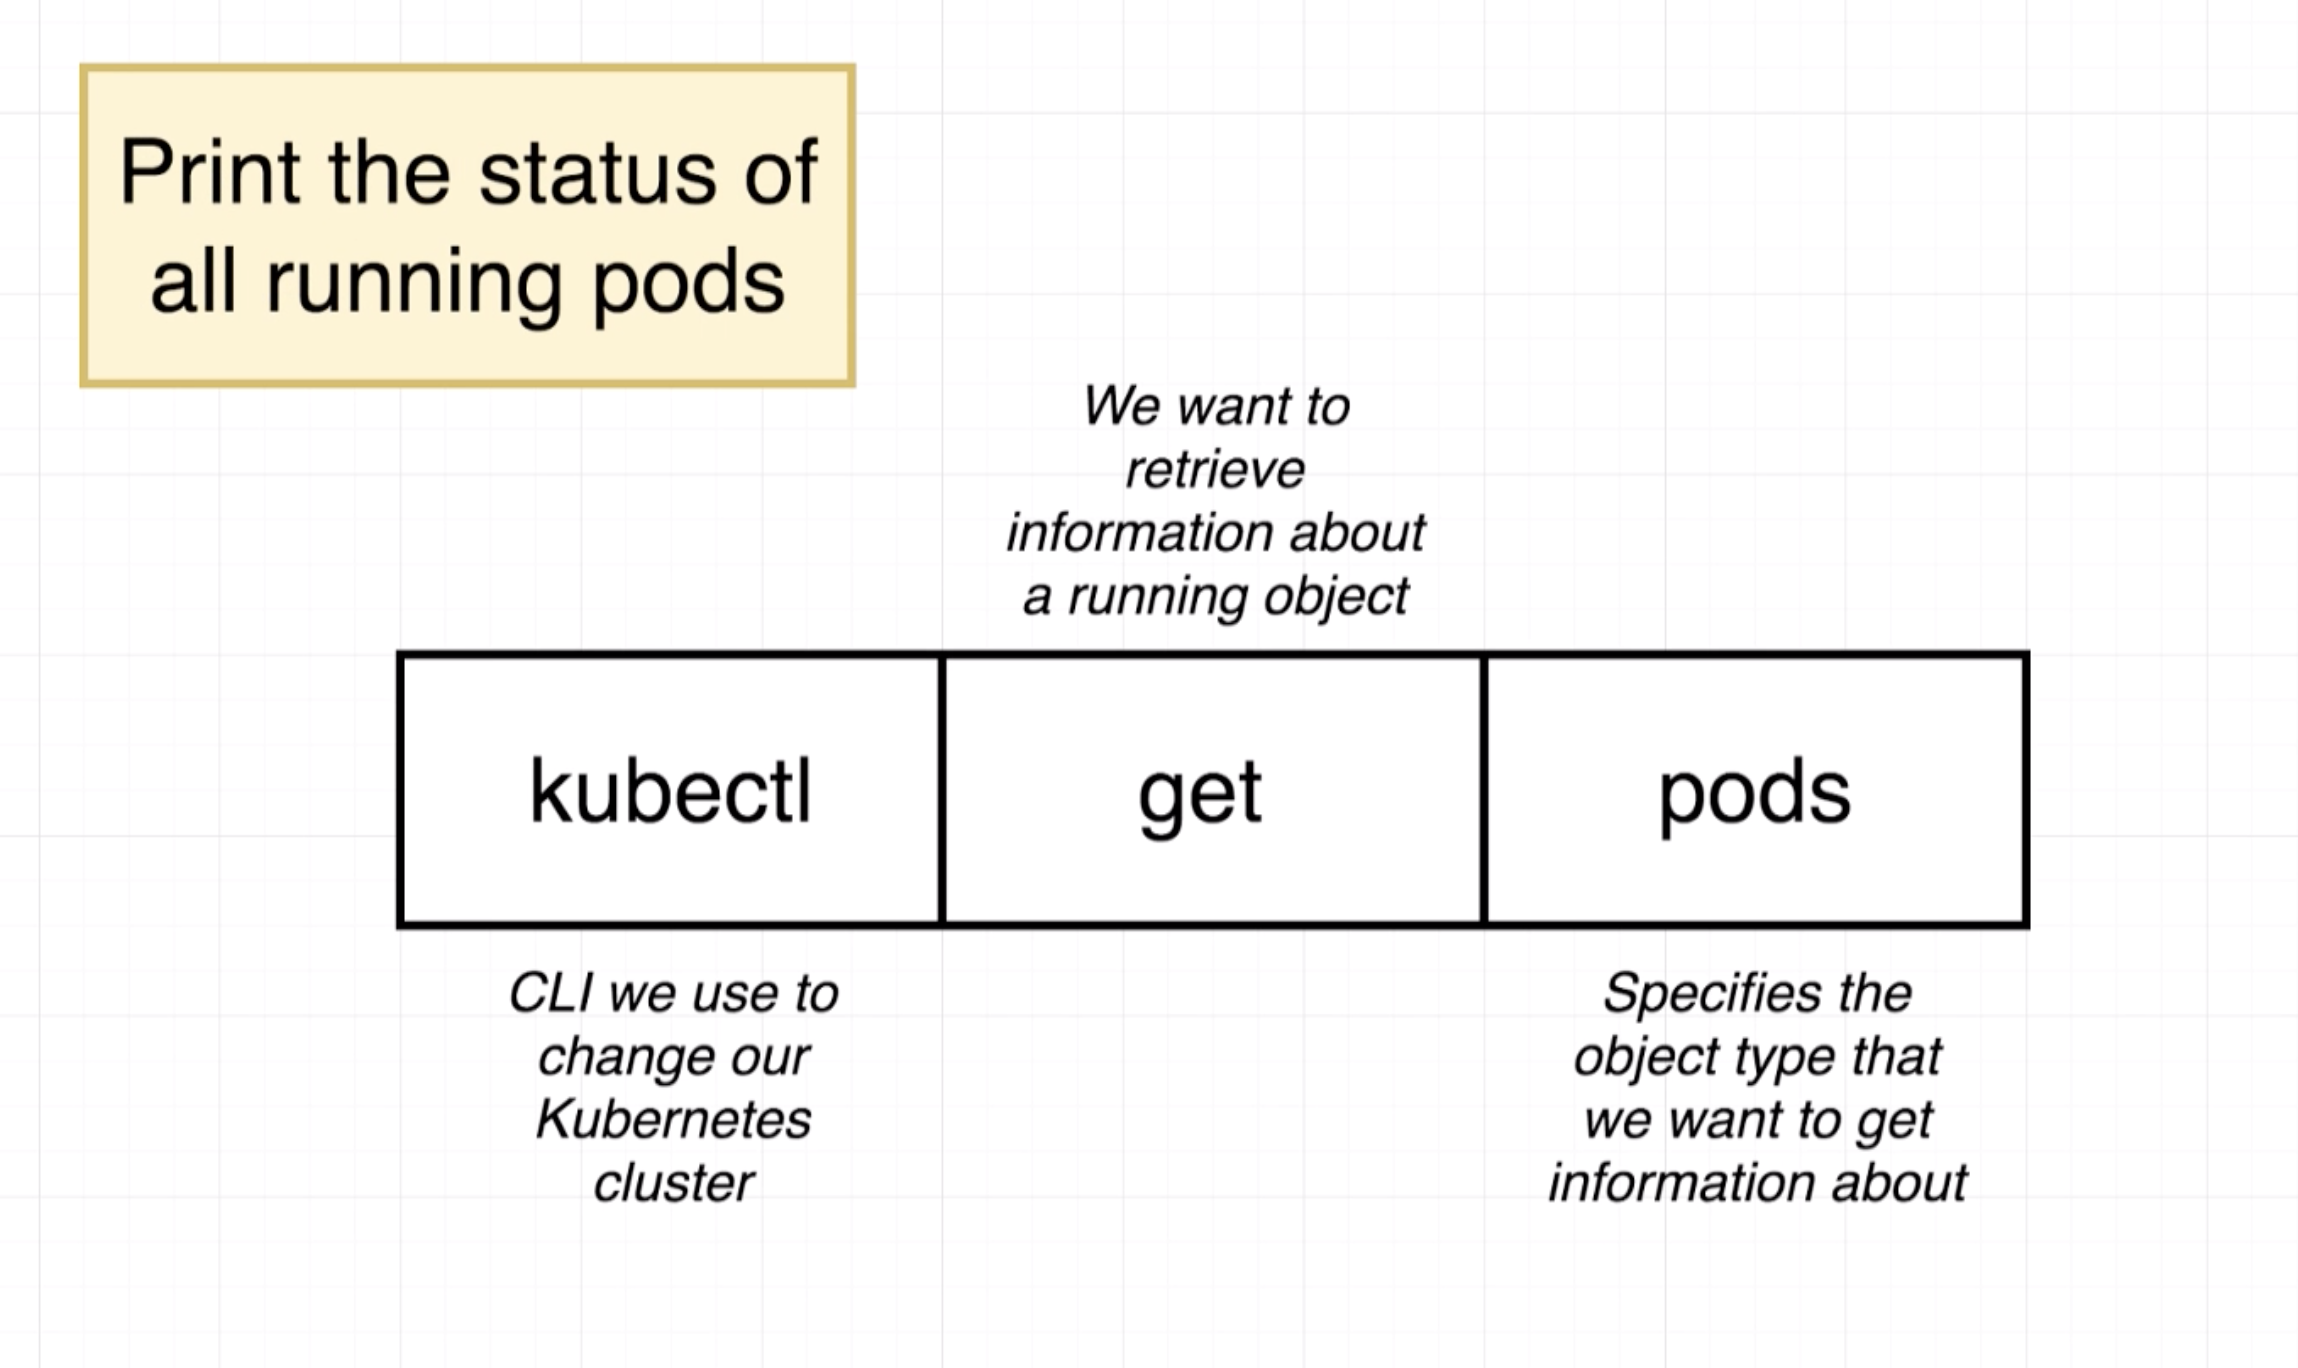 Print the status of
all running pods
We want to
retrieve
information about
a running object
kubectl
get
pods
CLI we use to
change our
Kubernetes
cluster
Specifies the
object type that
we want to get
information about